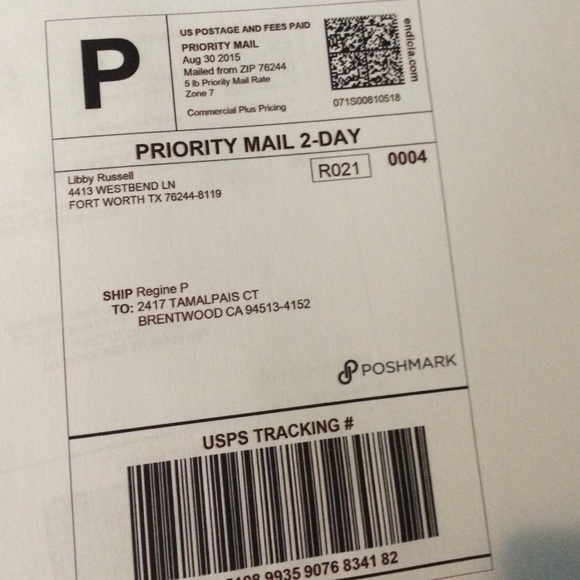 P
US POSTAGE AND FEES PAID
PRIORITY MAIL
Aug 30 2015
Mailed from ZIP 76244
5 lb Priority Mail Rate
Zone 7
Commercial Plus Pricing
endicia.com
071S00810518
PRIORITY MAIL 2-DAY
Libby Russell
4413 WESTBEND LN
FORT WORTH TX 76244-8119
R021
0004
SHIP TO:
Regine P
2417 TAMALPAIS CT
BRENTWOOD CA 94513-4152
POSHMARK
USPS TRACKING #
9935 9076 8341 82